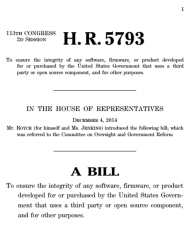 I
113TH CONGRESS
2D SESSION
H. R. 5793
To ensure the integrity of any software, firmware, or product developed
for or purchased by the United States Government that uses a third
party or open source component, and for other purposes.
IN THE HOUSE OF REPRESENTATIVES
DECEMBER 4, 2014
Mr. ROYCE (for himself and Ms. JENKINS) introduced the following bill; which
was referred to the Committee on Oversight and Government Reform
A BILL
To ensure the integrity of any software, firmware, or product
developed for or purchased by the United States Govern-
ment that uses a third party or open source component,
and for other purposes.